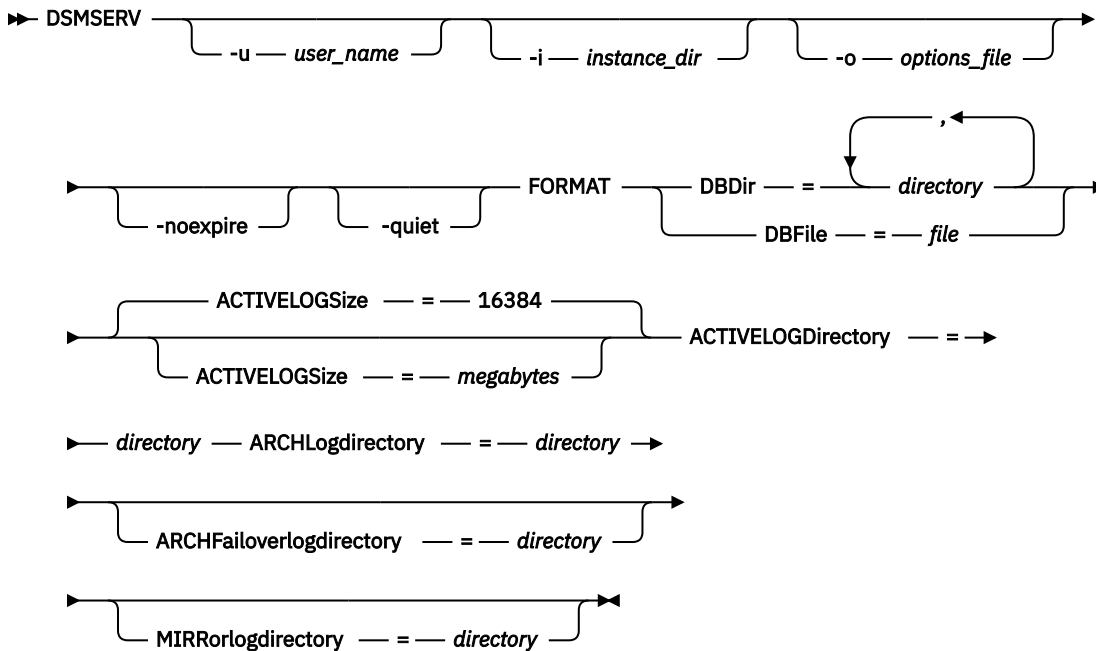 DSMSERV
-u user_name -i instance_dir -o options_file
,
FORMAT DBDir = directory
-noexpire -quiet
DBFile = file
ACTIVELOGSize = 16384
ACTIVELOGDirectory =
ACTIVELOGSize = megabytes
directory ARCHLogdirectory = directory
ARCHFailoverlogdirectory = directory
MIRRorlogdirectory = directory